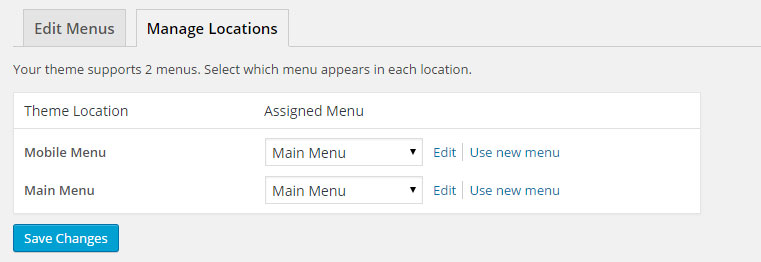 Edit Menus Manage Locations
Your theme supports 2 menus. Select which menu appears in each location.
Theme Location Assigned Menu
Mobile Menu Main Menu Edit Use new menu
Main Menu Main Menu Edit Use new menu
Save Changes